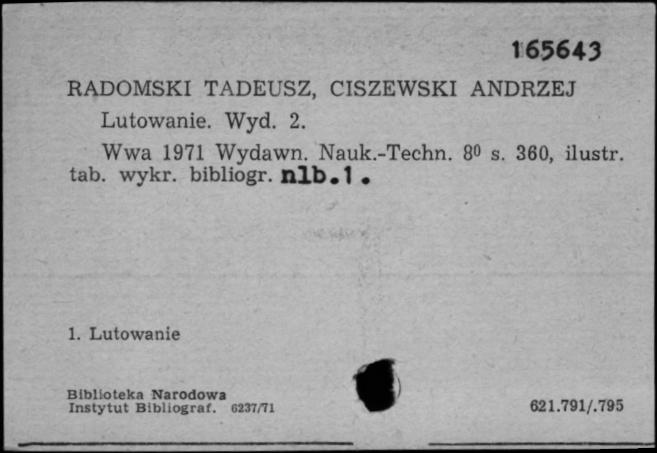 165643
RADOMSKI TADEUSZ, CISZEWSKI ANDRZEJ
Lutowanie. Wyd. 2.
Wwa 1971 Wydawn. Nauk.-Techn. 8⁰ s. 360, ilustr.
tab. wykr. bibliogr. nlb.1.
1. Lutowanie
Biblioteka Narodowa
Instytut Bibliograf. 6237/71
621.791/.795